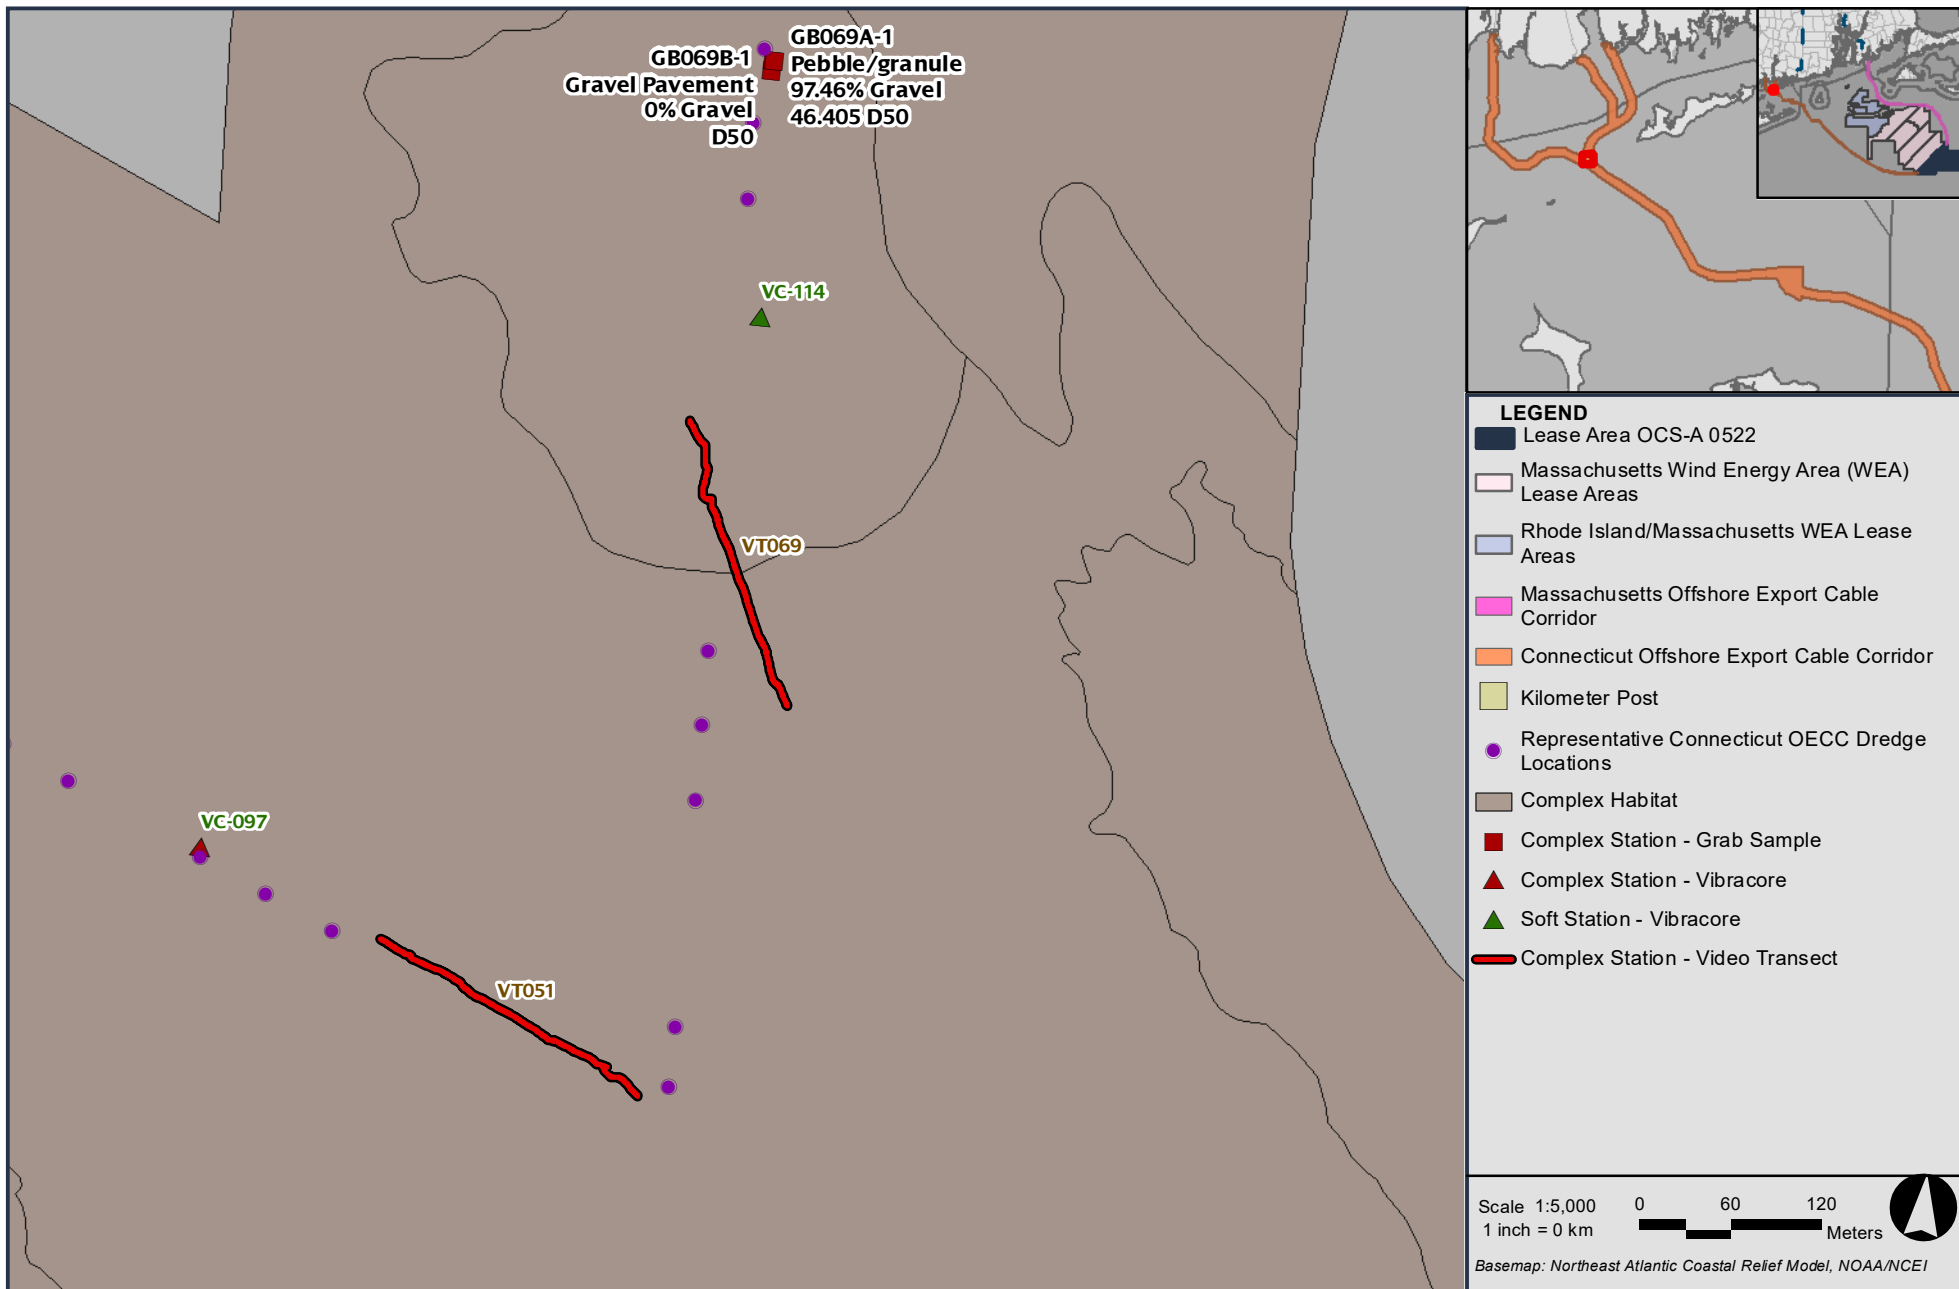 GB069B-1
Gravel Pavement
0% Gravel
D50
GB069A-1
Pebble/granule
97.46% Gravel
46.405 D50
VC-114
VT069
VC-097
VT051
LEGEND
Lease Area OCS-A 0522
Massachusetts Wind Energy Area (WEA)
Lease Areas
Rhode Island/Massachusetts WEA Lease
Areas
Massachusetts Offshore Export Cable
Corridor
Connecticut Offshore Export Cable Corridor
Kilometer Post
Representative Connecticut OECC Dredge
Locations
Complex Habitat
Complex Station - Grab Sample
Complex Station - Vibracore
Soft Station - Vibracore
Complex Station - Video Transect
Scale 1:5,000
1 inch = 0 km
0 60 120
Meters
Basemap: Northeast Atlantic Coastal Relief Model, NOAA/NCEI